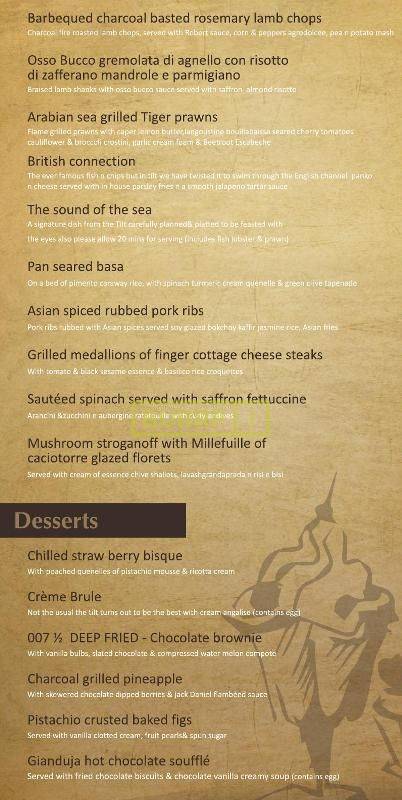 Barbequed charcoal basted rosemary lamb chops
Charcoal fire roasted lamb chops, served with Robert sauce, corn & peppers agrodolcee, pea n potato mash
Osso Bucco gremolata di agnello con risotto
di zafferano mandrole e parmigiano
Braised lamb shanks with osso bucco sauce served with saffron almond risotto
Arabian sea grilled Tiger prawns
Flame grilled prawns with caper lemon butter,langoustine bouillabaissa seared cherry tomatoes
cauliflower & broccoli crostini, garlic cream foam & Beetroot Escabeche
British connection
The ever famous fish n chips but in tilt we have twisted it to swim through the English channel panko
n cheese served with in house parsley fries n a smooth jalapeno tartar sauce
The sound of the sea
A signature dish from the Tilt carefully planned& platted to be feasted with
the eyes also please allow 20 mins for serving (includes fish lobster & prawn)
Pan seared basa
On a bed of pimento caraway rice, with spinach turmeric cream quenelle & green olive tapenade
Asian spiced rubbed pork ribs
Pork ribs rubbed with Asian spices served soy glazed bokchoy kaffir jasmine rice, Asian fries
Grilled medallions of finger cottage cheese steaks
With tomato & black sesame essence & basilico rice croquettes
Sautéed spinach served with saffron fettuccine
Arancini &zucchini n aubergine ratatouille with curly endives
Mushroom stroganoff with Millefuille of
caciotorre glazed florets
Served with cream of essence chive shallots, lavashgrandaprada n risi e bisi
Desserts
Chilled straw berry bisque
With poached quenelles of pistachio mousse & ricotta cream
Crème Brule
Not the usual the tilt turns out to be the best with cream angalise (contains egg)
007 ½ DEEP FRIED - Chocolate brownie
With vanilla bulbs, slated chocolate & compressed water melon compote
Charcoal grilled pineapple
With skewered chocolate dipped berries & Jack Daniel flambéed sauce
Pistachio crusted baked figs
Served with vanilla clotted cream, fruit pearls& spun sugar
Gianduja hot chocolate soufflé
Served with fried chocolate biscuits & chocolate vanilla creamy soup (contains egg)